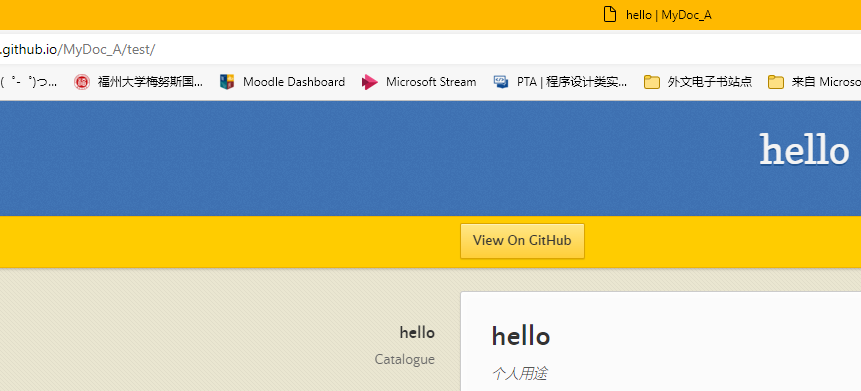 hello | MyDoc_A
.github.io/MyDoc_A/test/
( ゜- ゜)つ... 福州大学梅努斯国... Moodle Dashboard Microsoft Stream PTA | 程序设计类实... 外文电子书站点 来自 Microso
hello
View On GitHub
hello
Catalogue
hello
个人用途